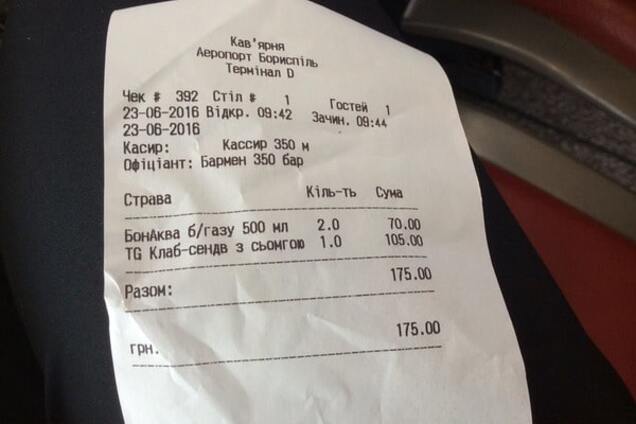 Кав'ярня
Аеропорт Бориспіль
Термінал D
Чек # 392 Стіл # 1 Гостей 1
23-06-2016 Відкр. 09:42 Зачин. 09:44
23-06-2016
Касир: Кассир 350 м
Офіціант: Бармен 350 бар
Страва Кіль-ть Сума
БонАква б/газу 500 мл 2.0 70.00
TG Клаб-сендв з сьомгою 1.0 105.00
Разом: 175.00
грн. 175.00